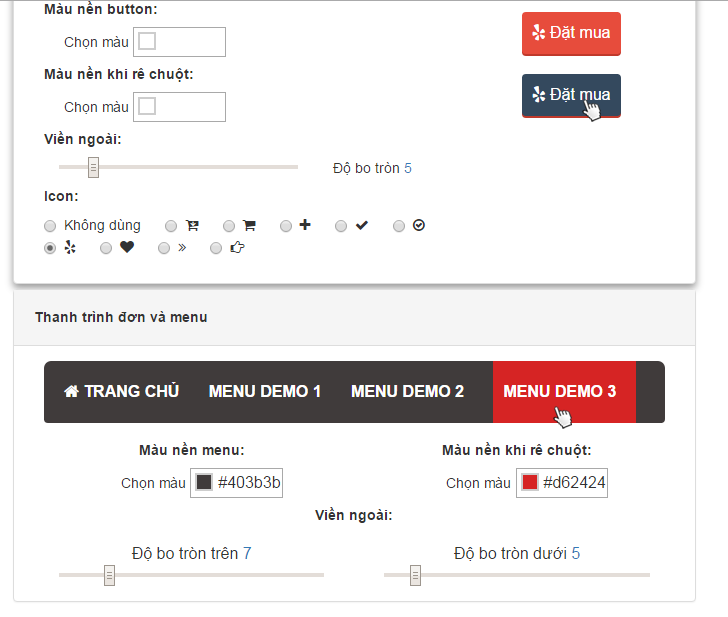 Màu nền button:
Chọn màu
Đặt mua
Màu nền khi rê chuột:
Chọn màu
Đặt mua
Viền ngoài:
Độ bo tròn 5
Icon:
Không dùng
Thanh trình đơn và menu
TRANG CHỦ MENU DEMO 1 MENU DEMO 2 MENU DEMO 3
Màu nền menu: Màu nền khi rê chuột:
Chọn màu #403b3b Chọn màu #d62424
Viền ngoài:
Độ bo tròn trên 7 Độ bo tròn dưới 5